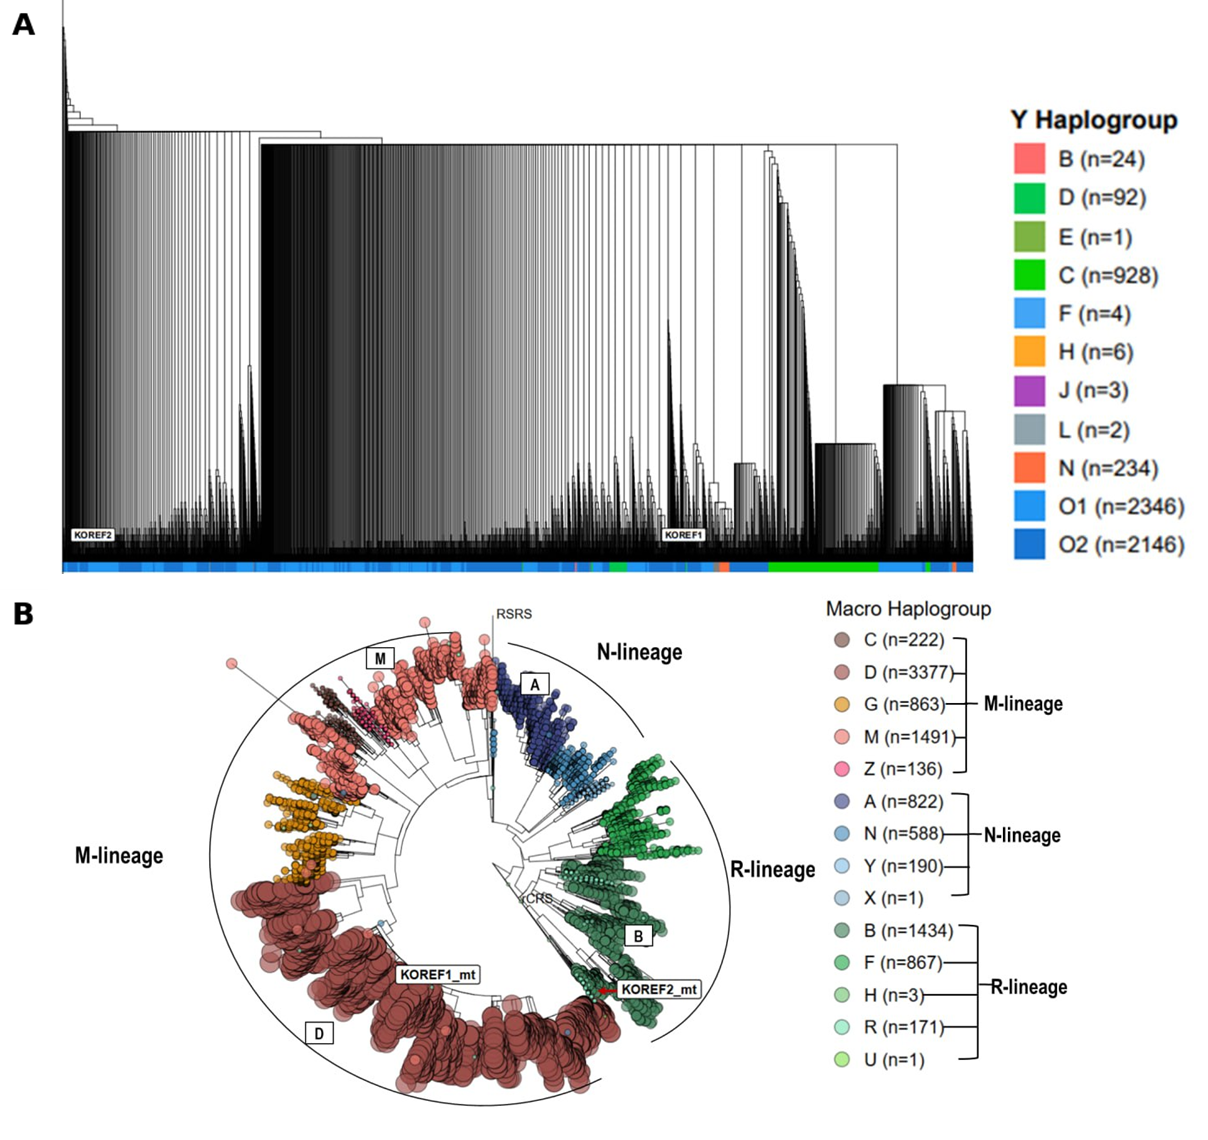 A
Y Haplogroup
B (n=24)
D (n=92)
E (n=1)
C (n=928)
F (n=4)
H (n=6)
J (n=3)
L (n=2)
N (n=234)
O1 (n=2346)
O2 (n=2146)
KOREF2
KOREF1
B
RSRS
N-lineage
M
A
M-lineage
R-lineage
rCRS
B
KOREF1_mt
KOREF2_mt
D
Macro Haplogroup
C (n=222)
D (n=3377)
G (n=863)
M-lineage
M (n=1491)
Z (n=136)
A (n=822)
N (n=588)
N-lineage
Y (n=190)
X (n=1)
B (n=1434)
F (n=867)
H (n=3)
R-lineage
R (n=171)
U (n=1)